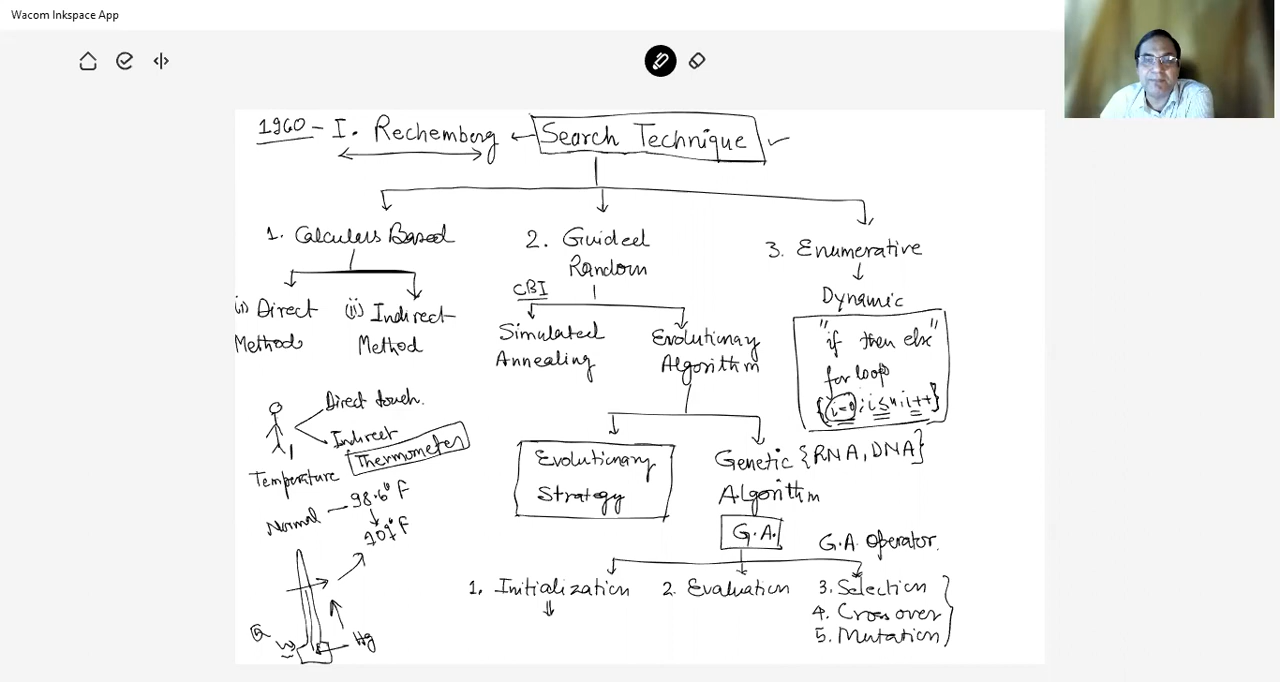 Wacom Inkspace App
1960 - I. Rechemberg
Search Technique
1. Calculers Based
2. Guided
Random
3. Enumerative
CBI
Dynamic
(i) Direct
Method
(ii) Indirect
Method
Simulated
Annealing
Evolutionary
Algorithm
"if then else"
for loop
{i=0; i≤n; i++}
Direct touch.
Indirect
Thermometer
Temperature
Normal — 98.6° F
Evolutionary
Strategy
Genetic {RNA, DNA}
Algorithm
G.A.
G.A. Operator.
1. Initialization
2. Evaluation
3. Selection
4. Cross over
5. Mutation
Hg